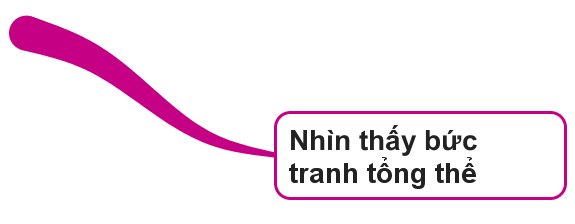 Nhìn thấy bức
tranh tổng thể